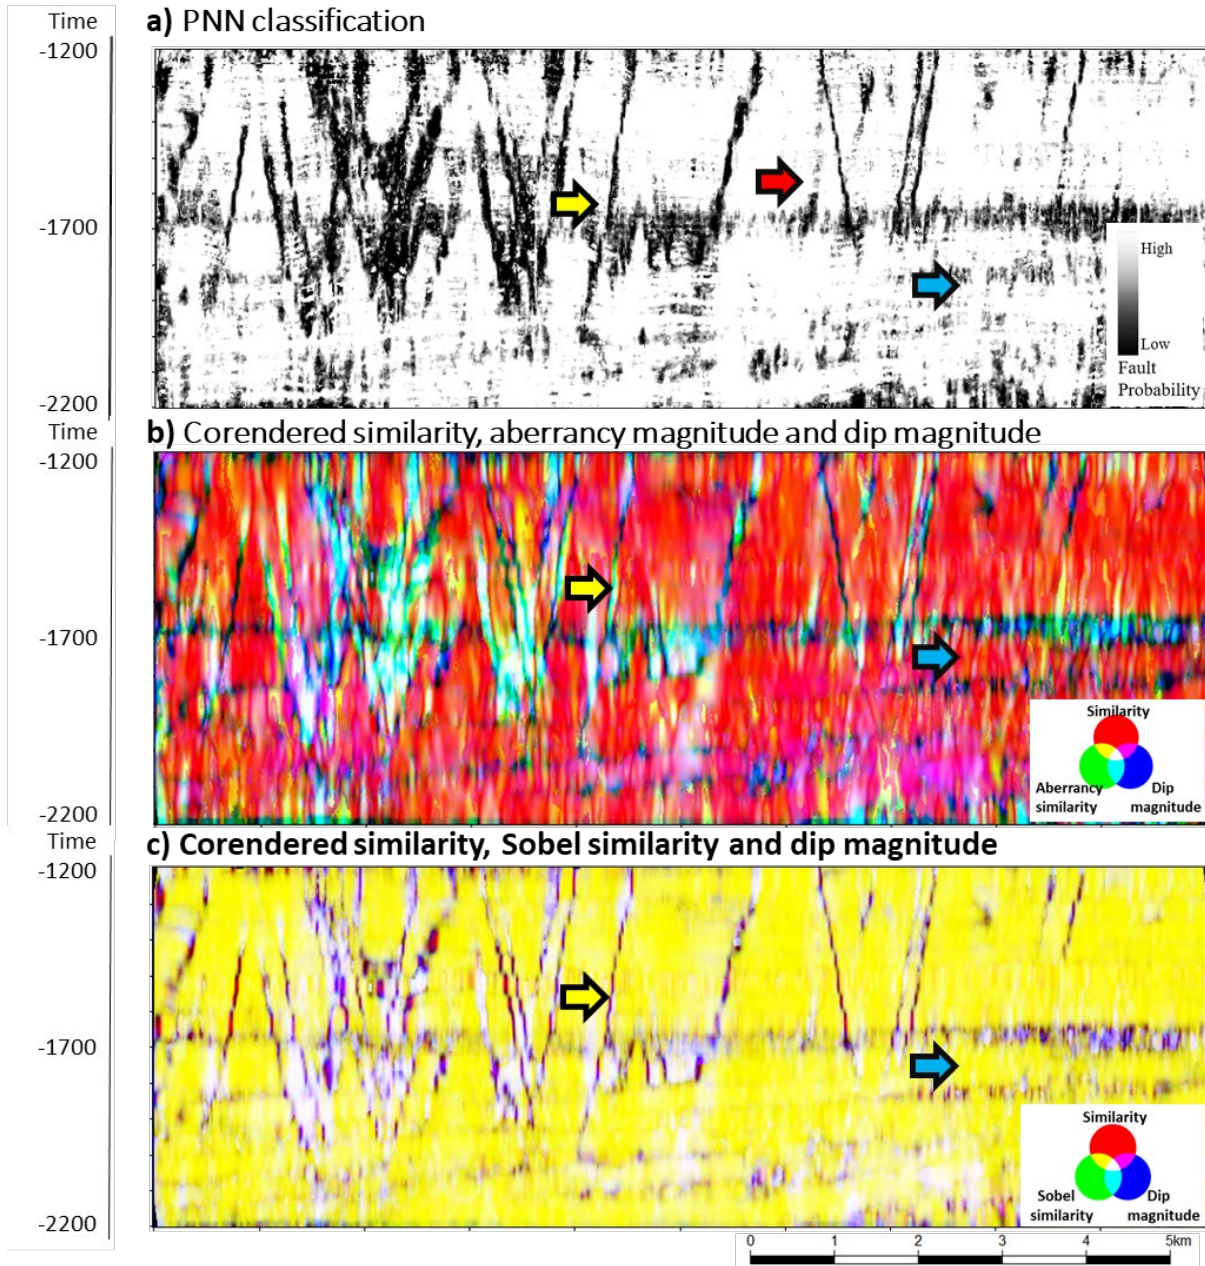 Time
a) PNN classification
-1200
-1700
High
Low
Fault
Probability
-2200
Time
b) Corendered similarity, aberrancy magnitude and dip magnitude
-1200
-1700
Similarity
Aberrancy Dip
similarity magnitude
-2200
Time
c) Corendered similarity, Sobel similarity and dip magnitude
-1200
-1700
Similarity
Sobel Dip
similarity magnitude
-2200
0 1 2 3 4 5km